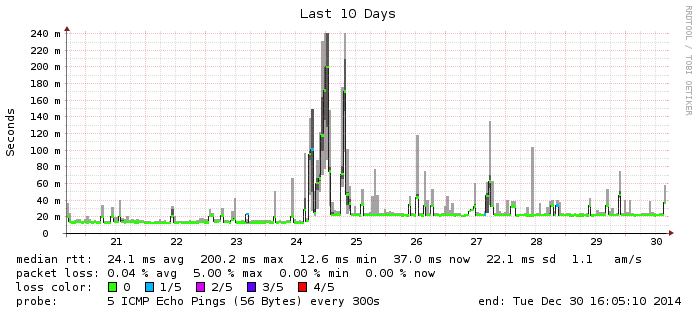 Last 10 Days
RRDTOOL / TOBI OETIKER
Seconds
240 m
220 m
200 m
180 m
160 m
140 m
120 m
100 m
80 m
60 m
40 m
20 m
0
21 22 23 24 25 26 27 28 29 30
median rtt: 24.1 ms avg 200.2 ms max 12.6 ms min 37.0 ms now 22.1 ms sd 1.1 am/s
packet loss: 0.04 % avg 5.00 % max 0.00 % min 0.00 % now
loss color: 0 1/5 2/5 3/5 4/5
probe: 5 ICMP Echo Pings (56 Bytes) every 300s end: Tue Dec 30 16:05:10 2014